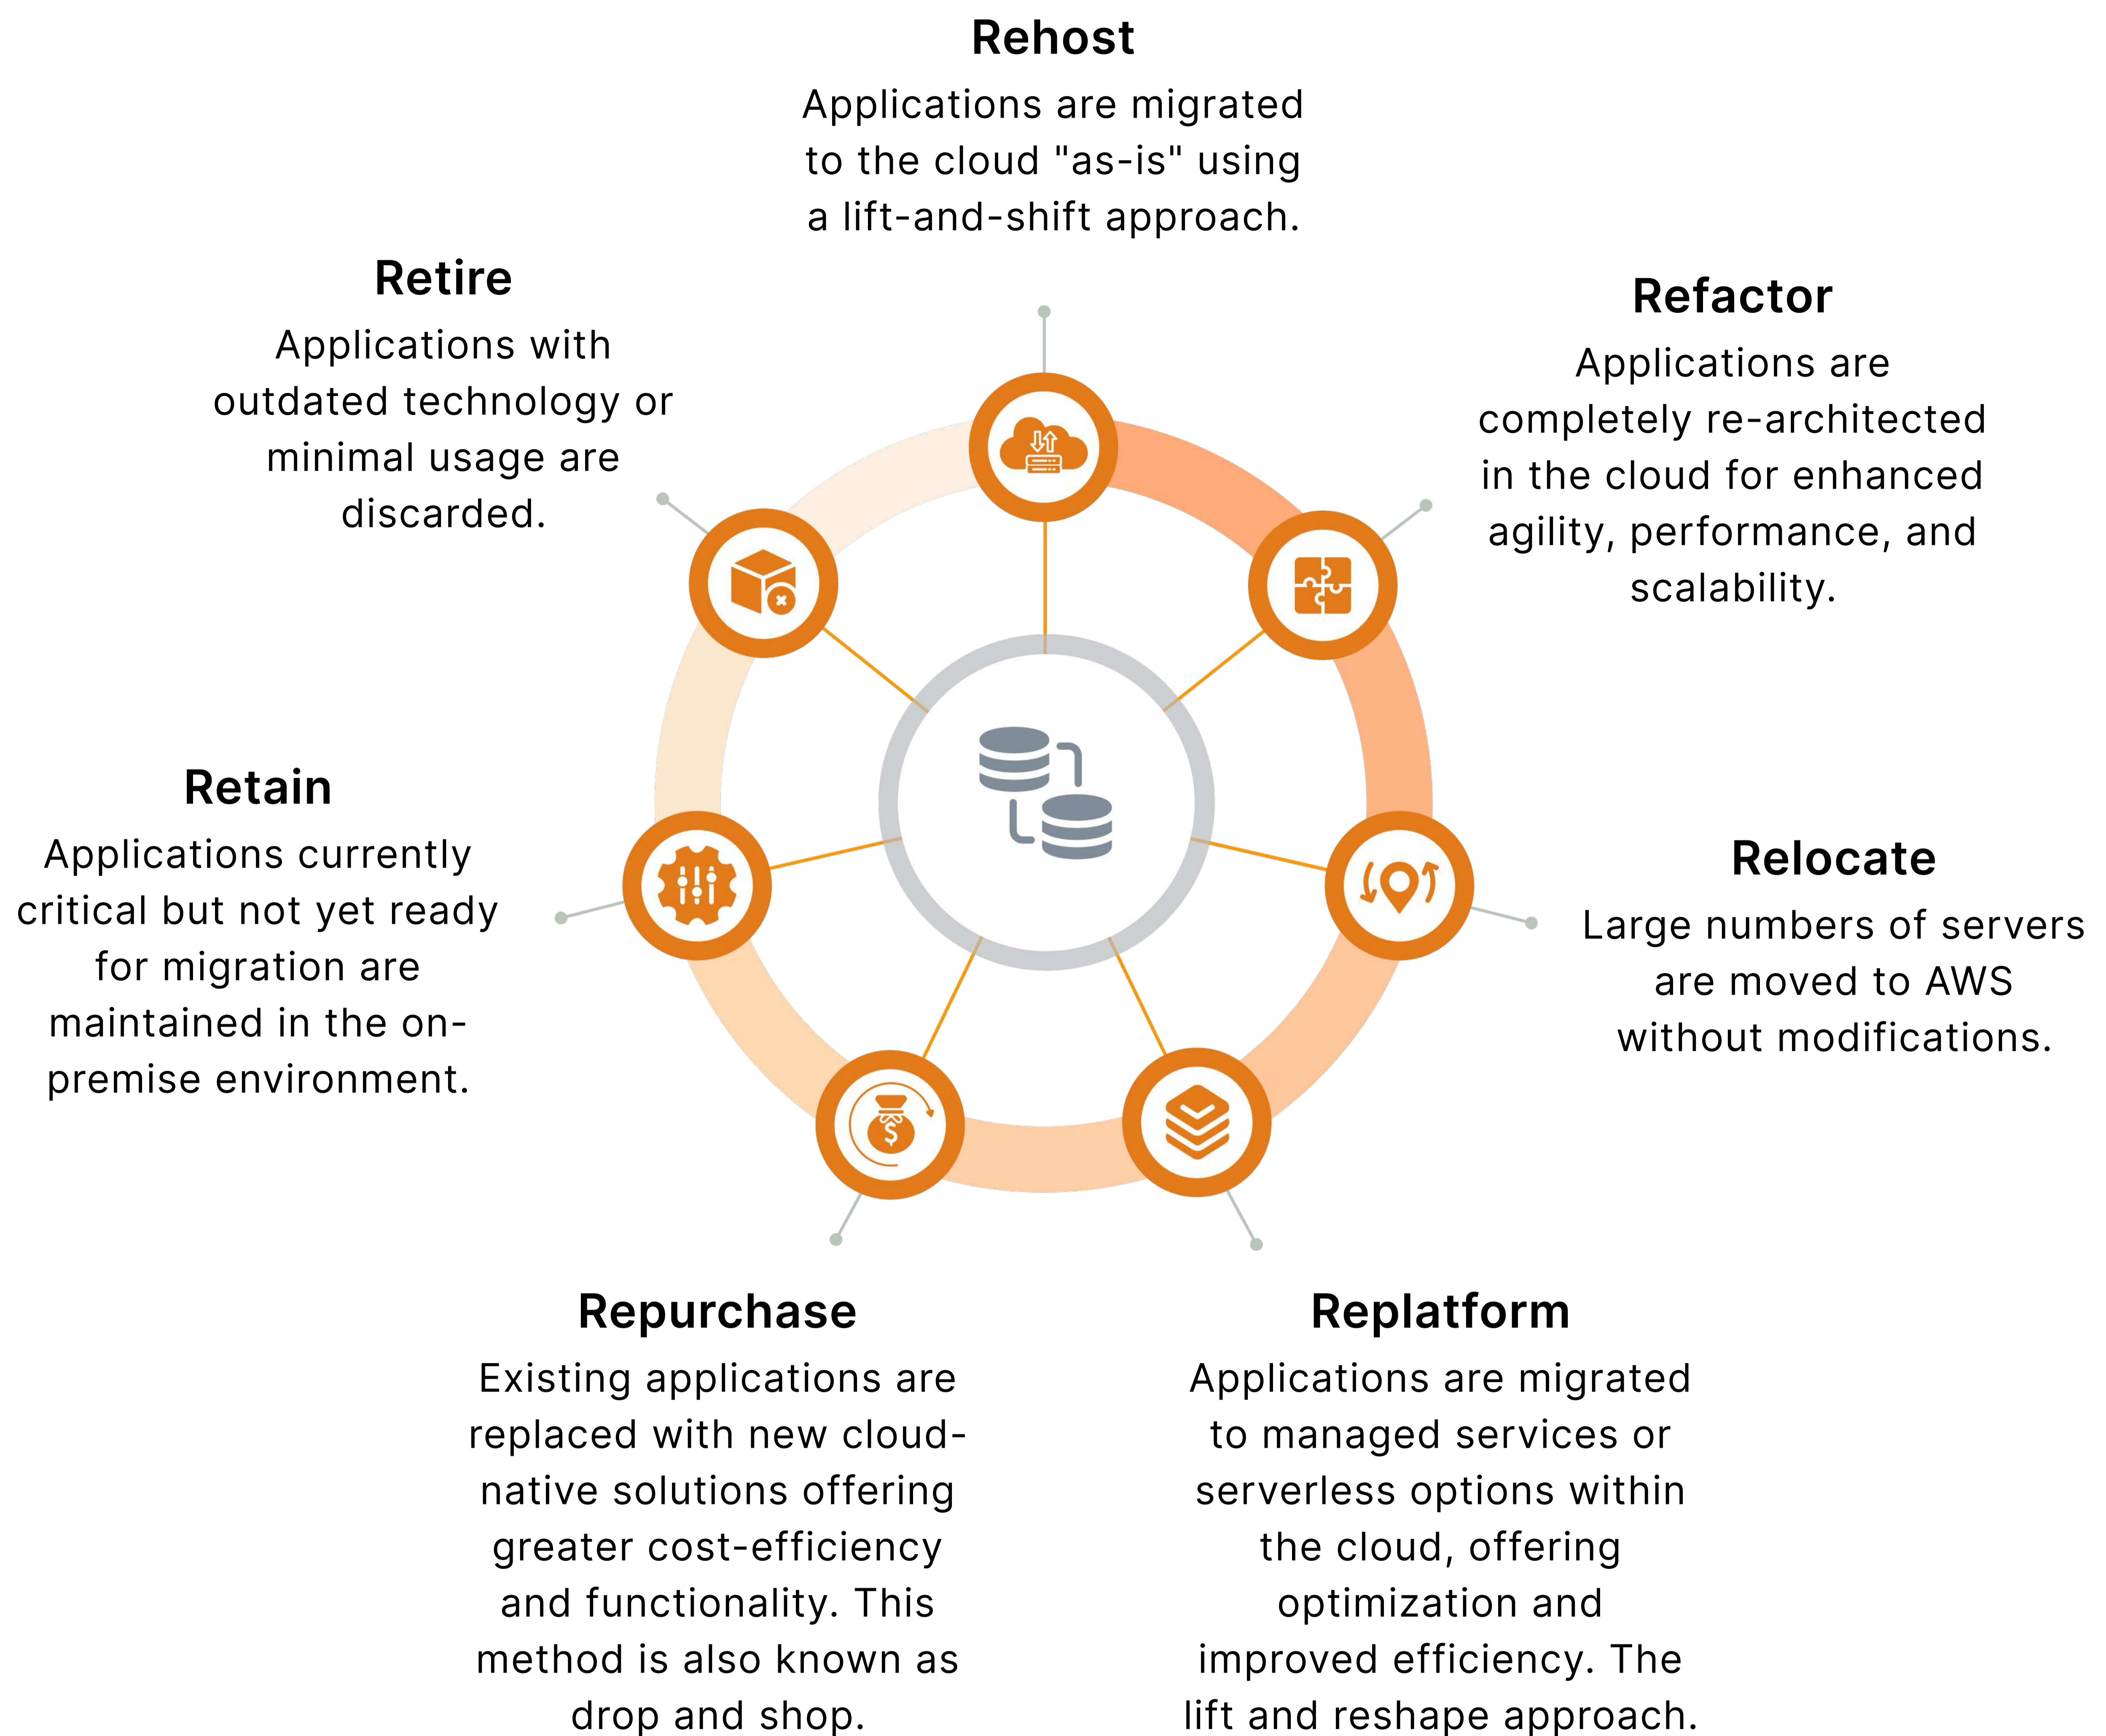 Rehost
Applications are migrated
to the cloud "as-is" using
a lift-and-shift approach.
Refactor
Applications are
completely re-architected
in the cloud for enhanced
agility, performance, and
scalability.
Relocate
Large numbers of servers
are moved to AWS
without modifications.
Replatform
Applications are migrated
to managed services or
serverless options within
the cloud, offering
optimization and
improved efficiency. The
lift and reshape approach.
Repurchase
Existing applications are
replaced with new cloud-
native solutions offering
greater cost-efficiency
and functionality. This
method is also known as
drop and shop.
Retain
Applications currently
critical but not yet ready
for migration are
maintained in the on-
premise environment.
Retire
Applications with
outdated technology or
minimal usage are
discarded.
$